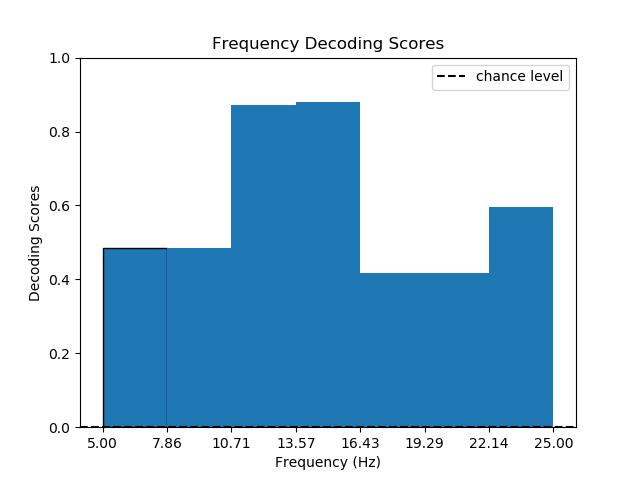 Frequency Decoding Scores
chance level
Decoding Scores
1.0
0.8
0.6
0.4
0.2
0.0
5.00 7.86 10.71 13.57 16.43 19.29 22.14 25.00
Frequency (Hz)